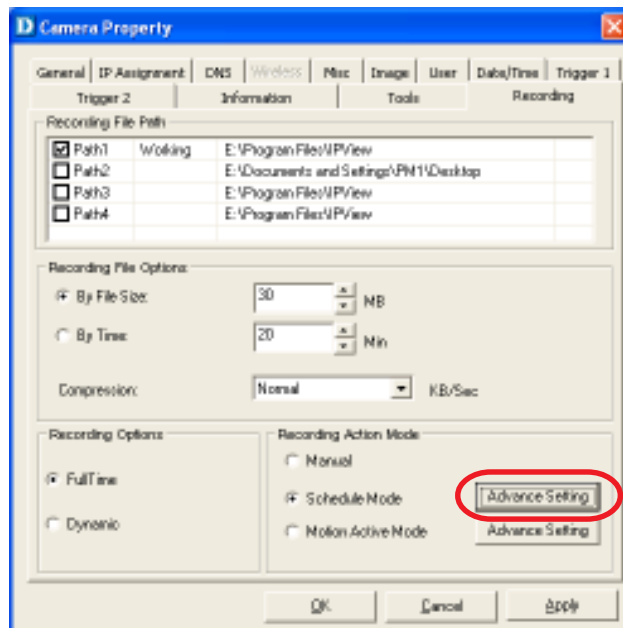 D Camera Property
General IP Assignment DNS Wireless Misc Image User Date/Time Trigger 1
Trigger 2 Information Tools Recording
Recording File Path
Path1 Working E:\Program Files\IPView
Path2 E:\Documents and Settings\PM1\Desktop
Path3 E:\Program Files\IPView
Path4 E:\Program Files\IPView
Recording File Options
By File Size: 30 MB
By Time: 20 Min
Compression: Normal KB/Sec
Recording Options
FullTime
Dynamic
Recording Action Mode
Manual
Schedule Mode Advance Setting
Motion Active Mode Advance Setting
OK Cancel Apply